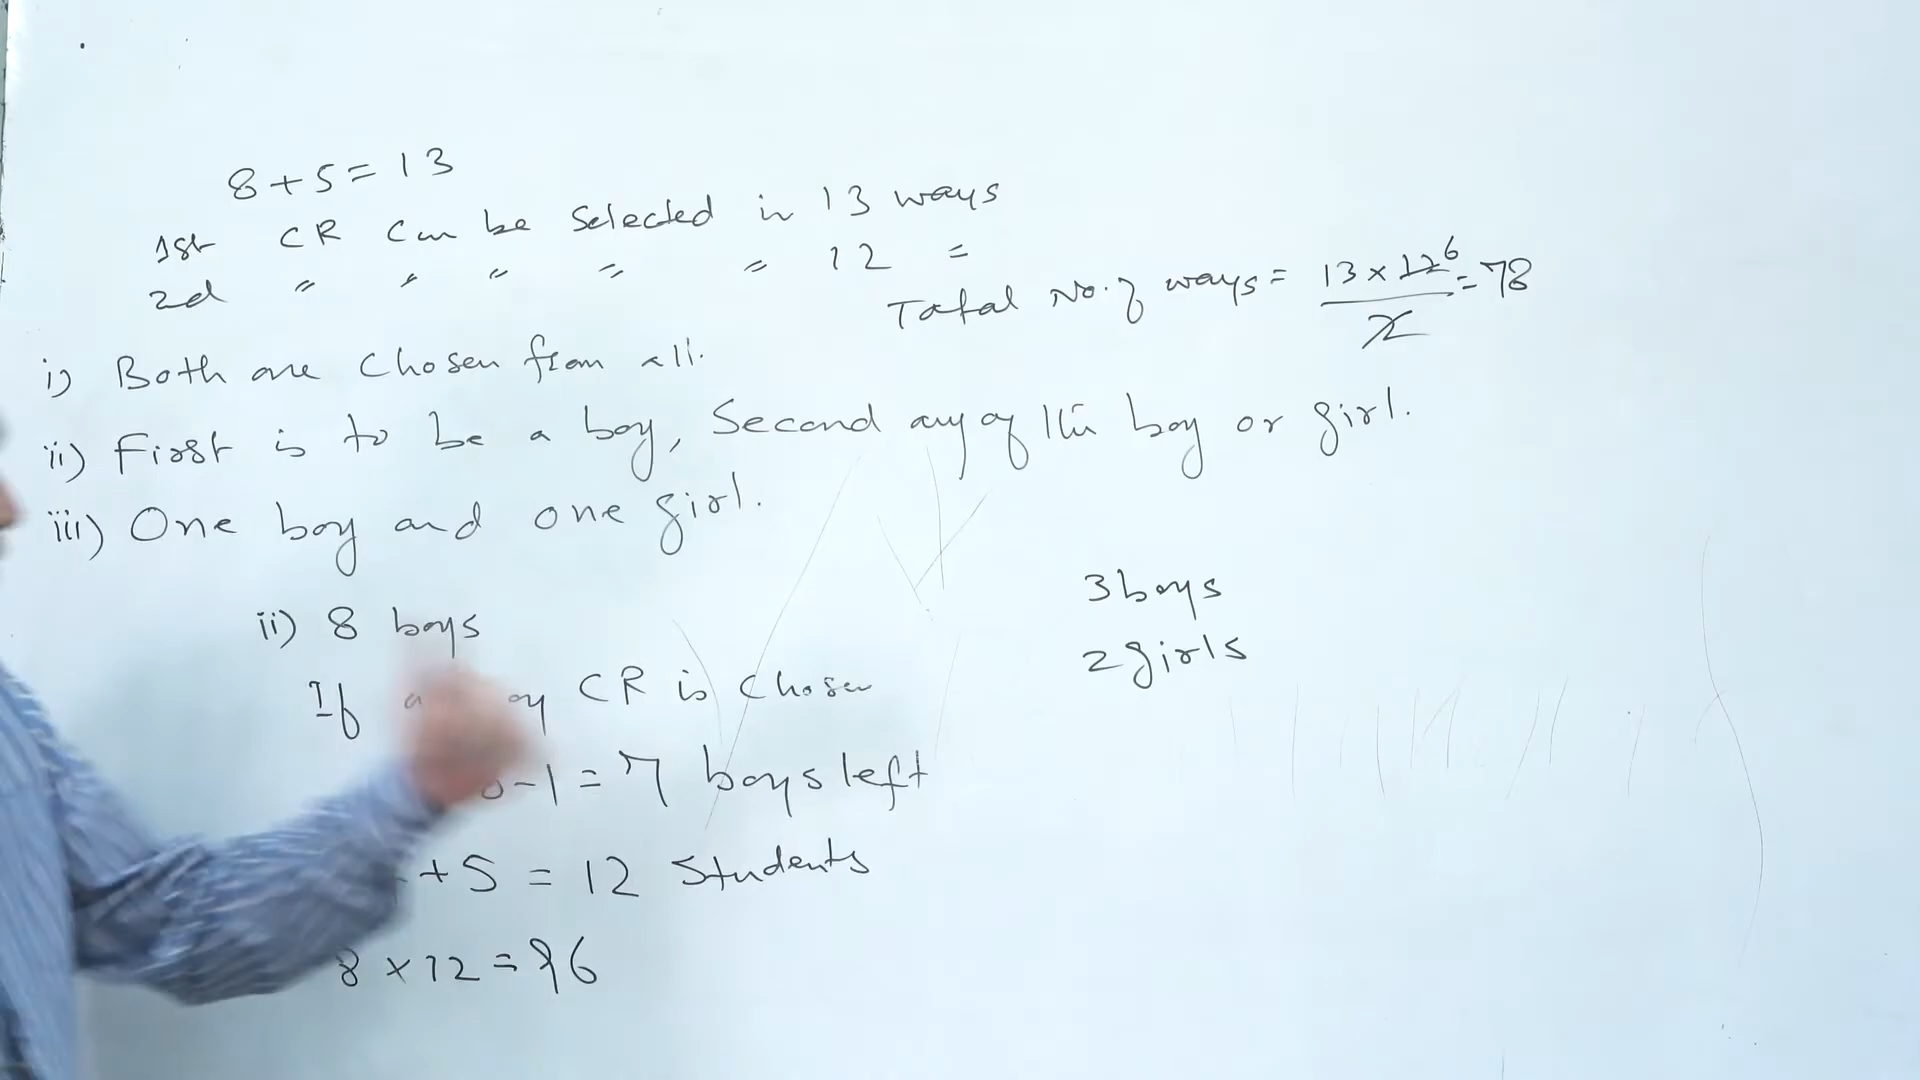 8+5=13
1st CR Can be Selected in 13 ways
2d " " " " " 12 =
Total No. of ways = 13 × 12 6 / 2 = 78
i) Both are Chosen from all.
ii) First is to be a boy, Second any of boy or girl.
iii) One boy and one girl.
3 boys
2 girls
ii) 8 boys
If CR is Chosen
-1 = 7 boys left
+5 = 12 Students
8 × 12 = 96